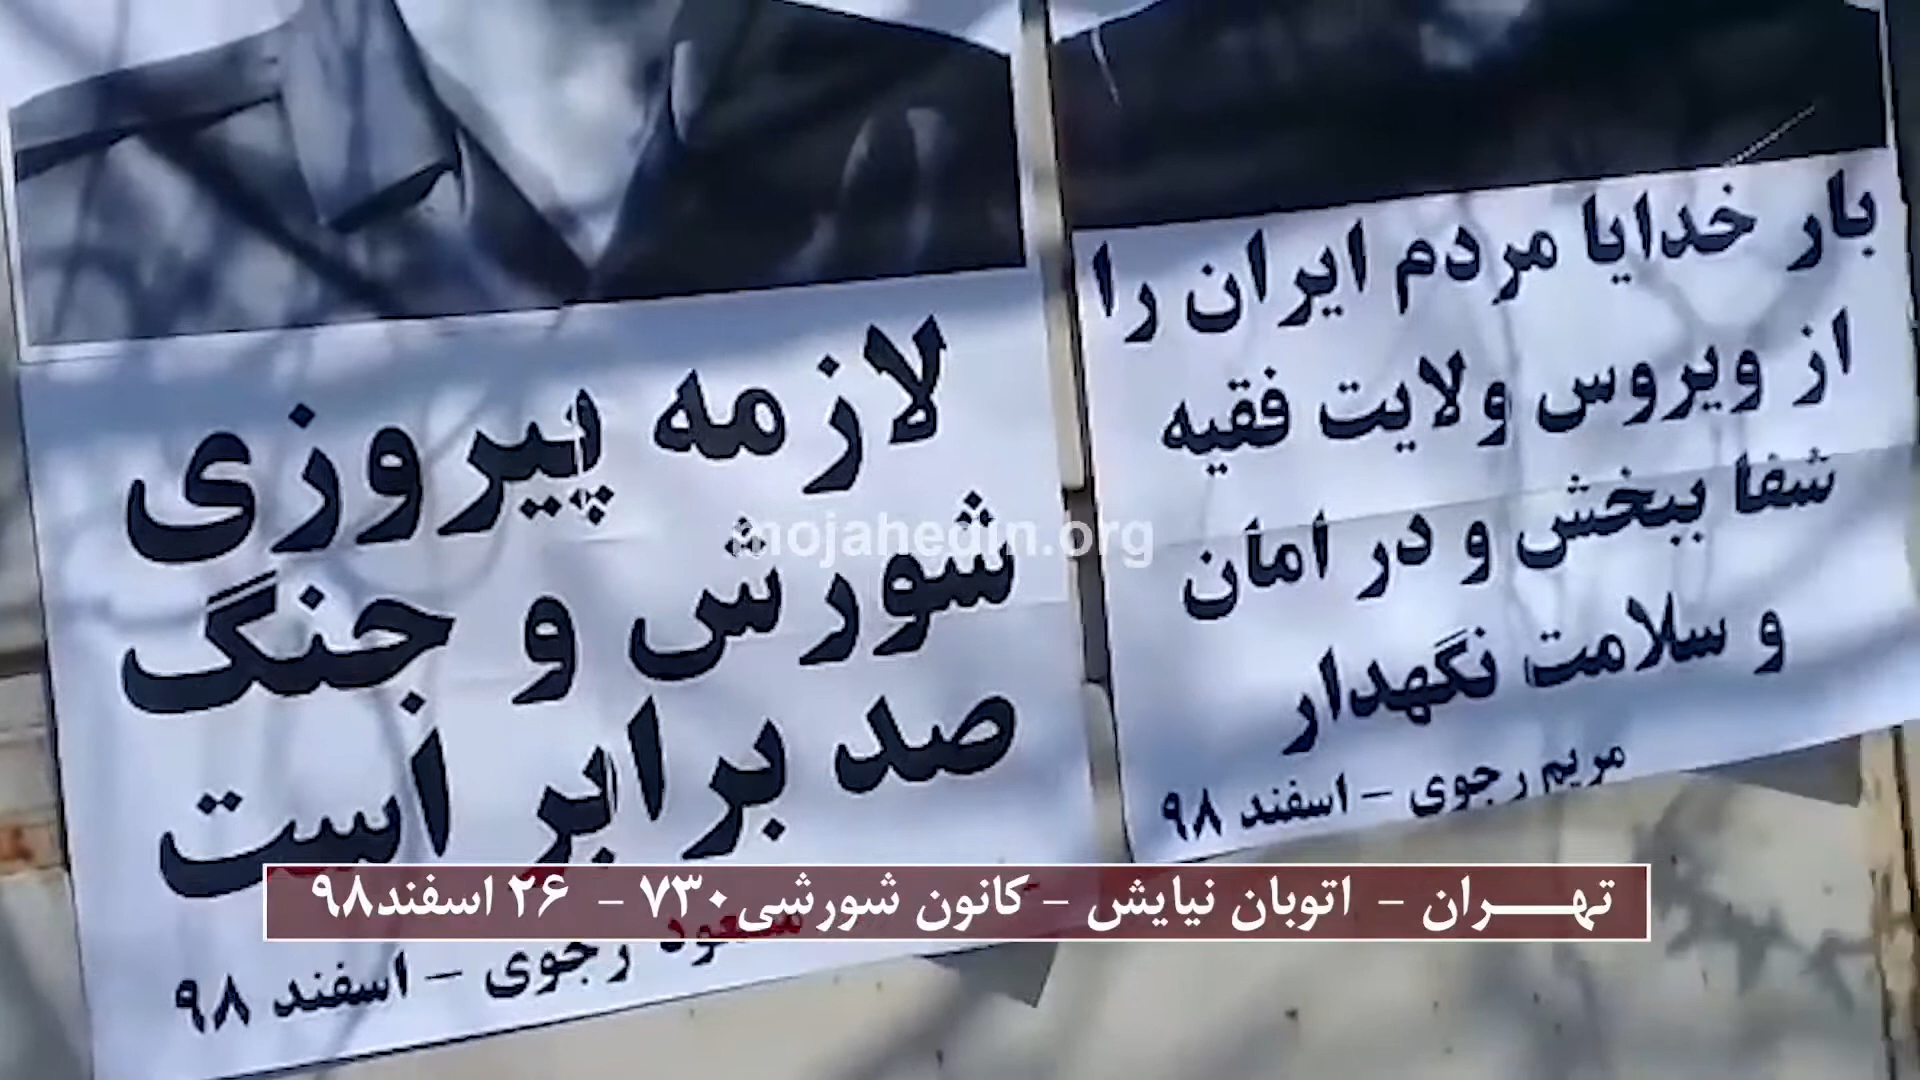 بار خدایا مردم ایران را
از ویروس ولایت فقیه
شفا ببخش و در امان
و سلامت نگهدار
مریم رجوی - اسفند ۹۸
لازمه پیروزی
شورش و جنگ
صد برابر است
مسعود رجوی - اسفند ۹۸
mojahedin.org
تهـــران - اتوبان نیایش - کانون شورشی۷۳۰ - ۲۶ اسفند۹۸